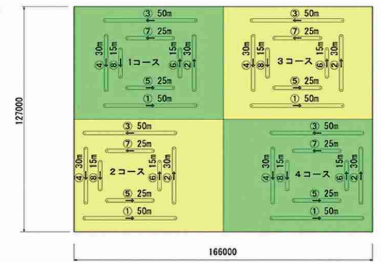 ③ 50m
⑦ 25m
④ 30m
⑧ 15m
1コース
⑥ 15m
② 30m
⑤ 25m
① 50m
③ 50m
⑦ 25m
④ 30m
⑧ 15m
3コース
⑥ 15m
② 30m
⑤ 25m
① 50m
③ 50m
⑦ 25m
④ 30m
⑧ 15m
2コース
⑥ 15m
② 30m
⑤ 25m
① 50m
③ 50m
⑦ 25m
④ 30m
⑧ 15m
4コース
⑥ 15m
② 30m
⑤ 25m
① 50m
127000
166000